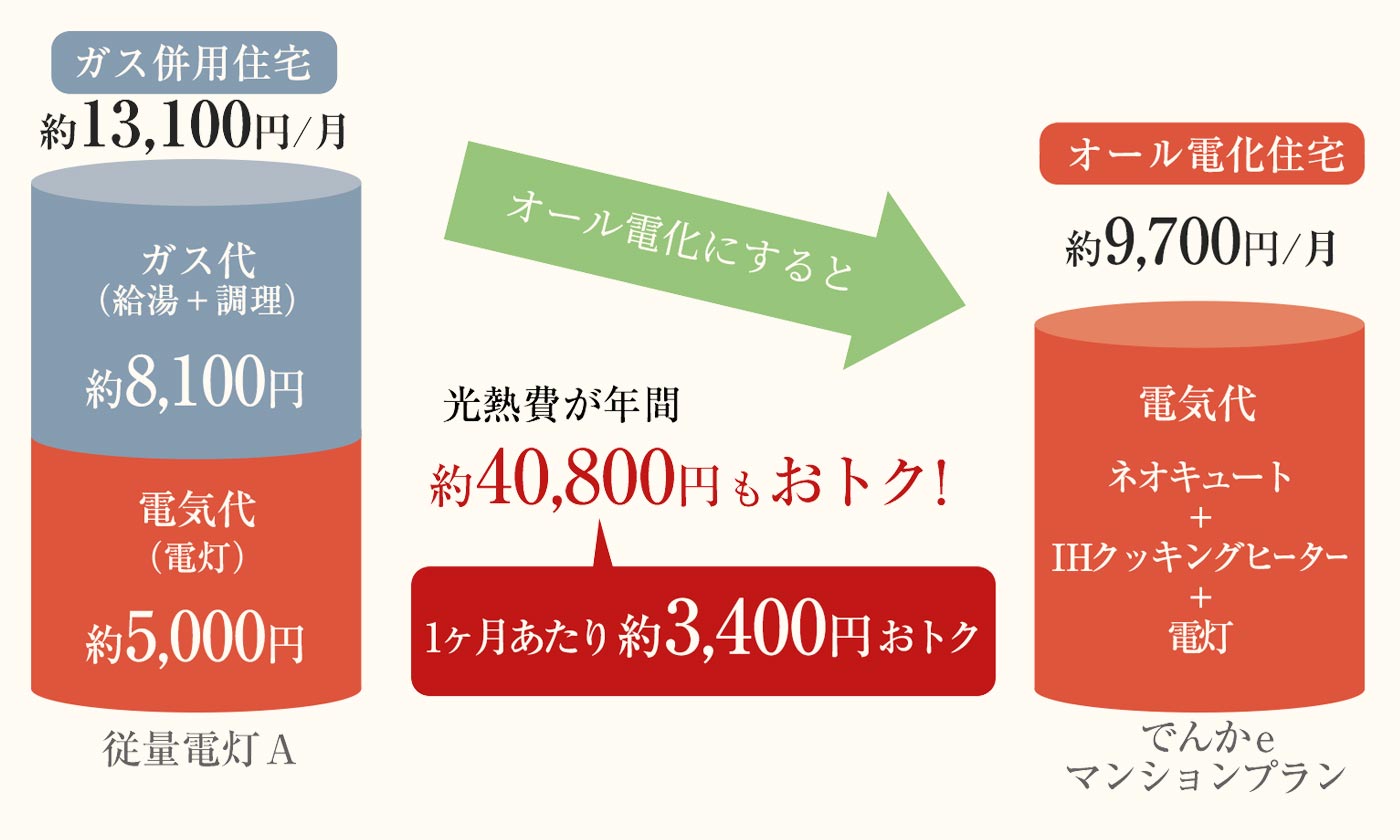 ガス併用住宅
約13,100円/月
ガス代
（給湯＋調理）
約8,100円
電気代
（電灯）
約5,000円
従量電灯A
オール電化にすると
光熱費が年間
約40,800円もおトク!
1ヶ月あたり約3,400円おトク
オール電化住宅
約9,700円/月
電気代
ネオキュート
+
IHクッキングヒーター
+
電灯
でんかe
マンションプラン